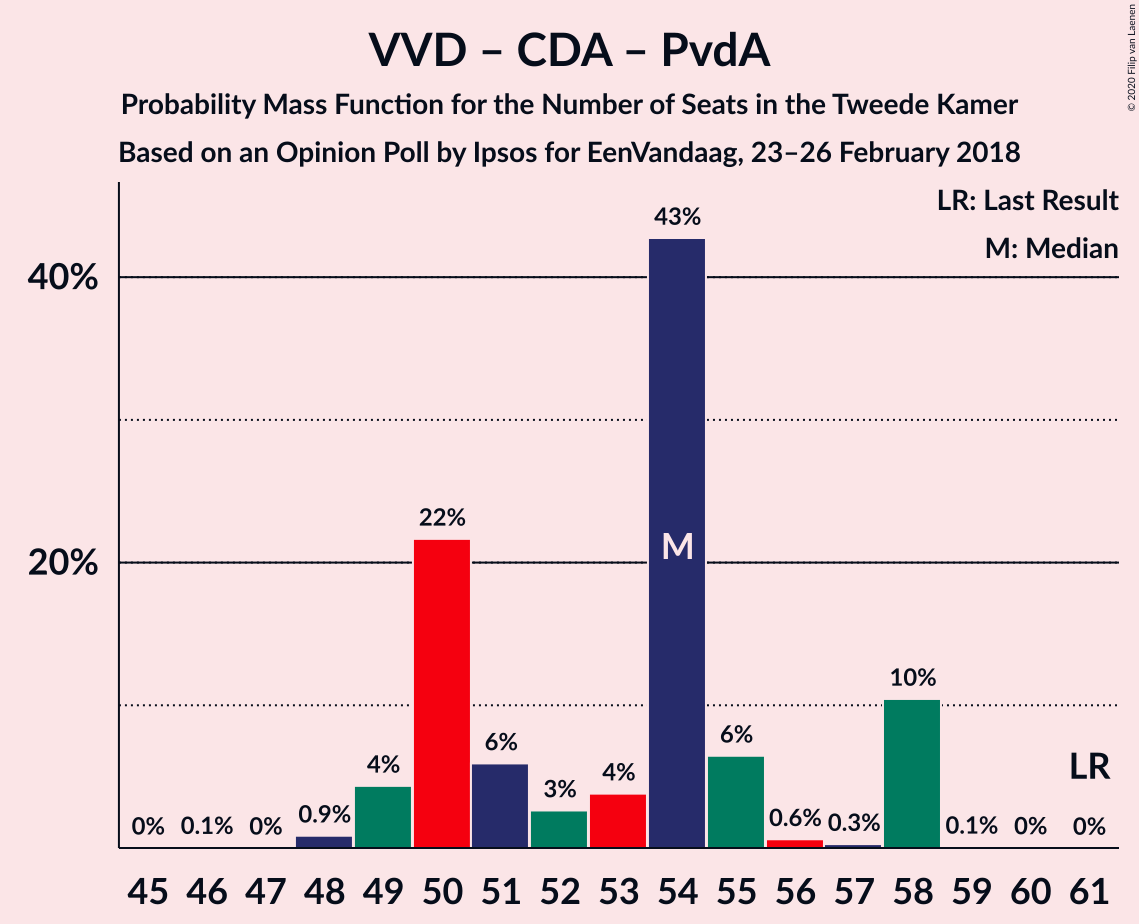 VVD – CDA – PvdA
Probability Mass Function for the Number of Seats in the Tweede Kamer
Based on an Opinion Poll by Ipsos for EenVandaag, 23–26 February 2018
© 2020 Filip van Laenen
LR: Last Result
M: Median
40%
20%
0% 0.1% 0% 0.9% 4% 22% 6% 3% 4% 43% 6% 0.6% 0.3% 10% 0.1% 0% 0%
M
LR
45 46 47 48 49 50 51 52 53 54 55 56 57 58 59 60 61